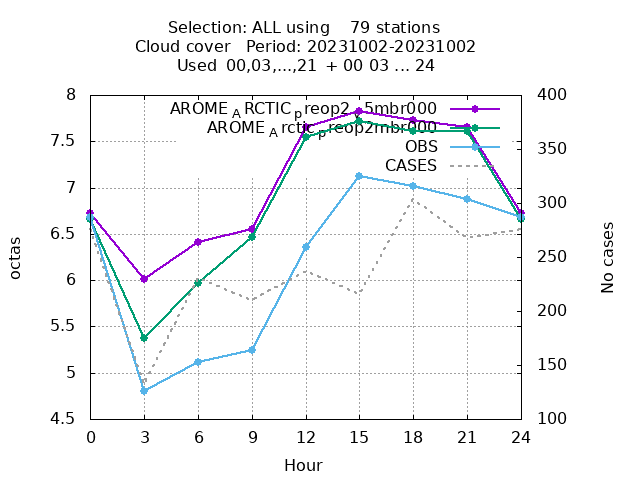 Selection: ALL using    79 stations
Cloud cover   Period: 20231002-20231002
Used  00,03,...,21  + 00 03 ... 24
8
7.5
7
6.5
6
5.5
5
4.5
octas
400
350
300
250
200
150
100
No cases
AROME_ARCTIC_preop2_y5mbr000
AROME_Arctic_preop2mbr000
OBS
CASES
0 3 6 9 12 15 18 21 24
Hour